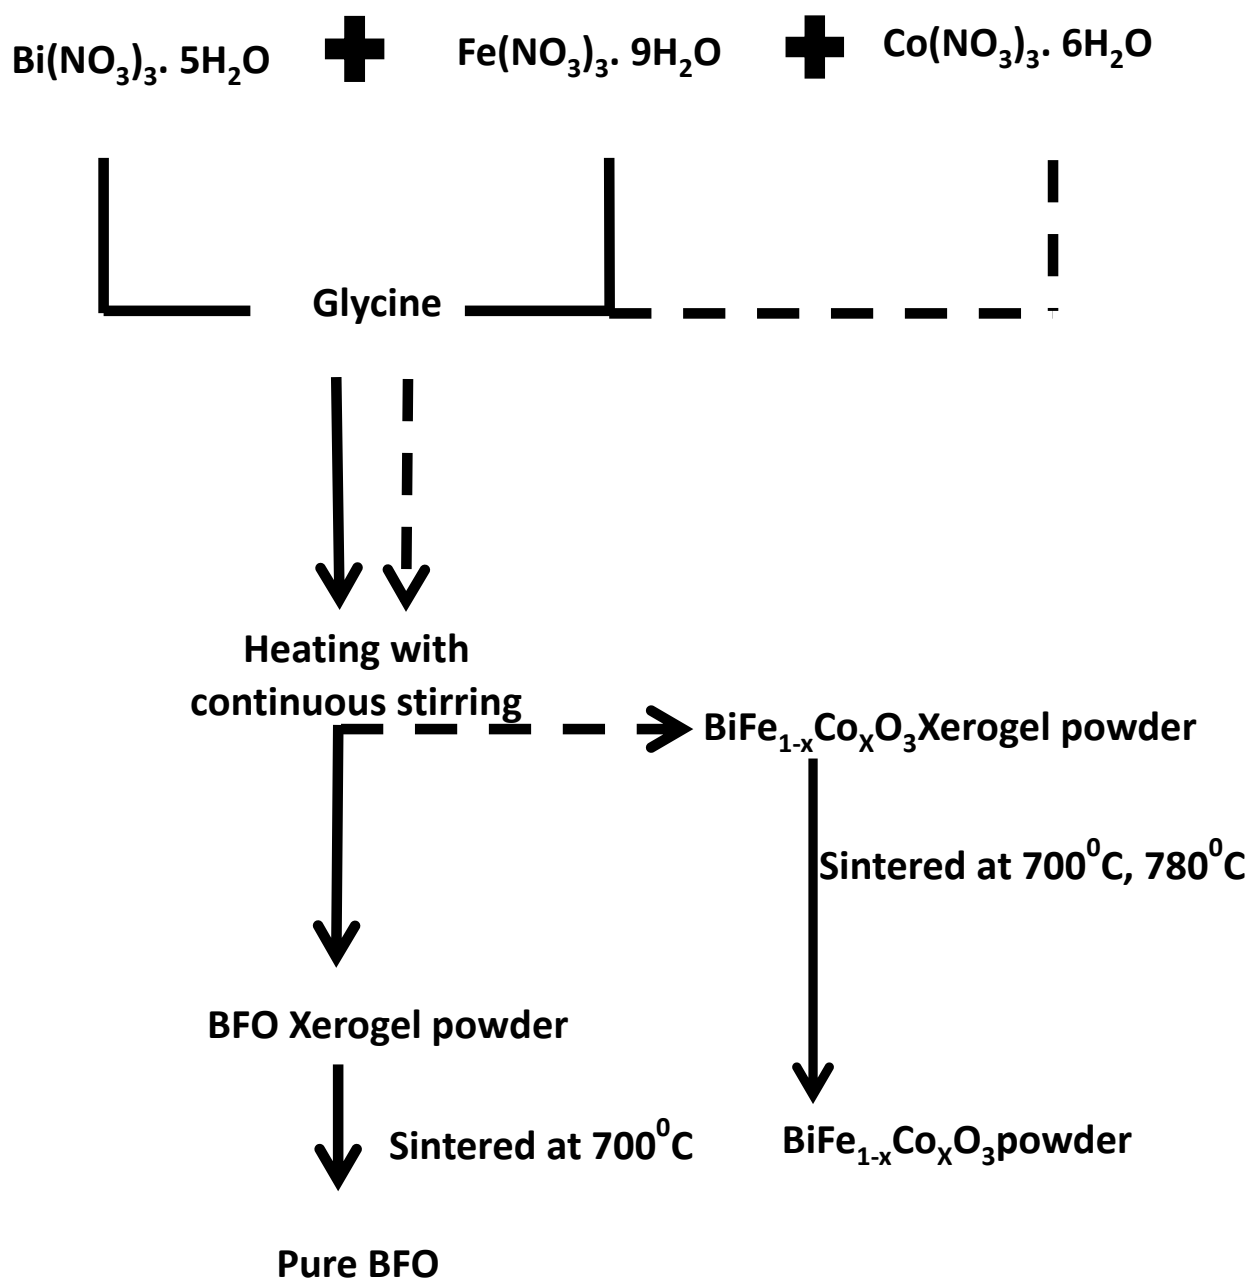 Bi(NO₃)₃. 5H₂O + Fe(NO₃)₃. 9H₂O + Co(NO₃)₃. 6H₂O
Glycine
Heating with
continuous stirring
BiFe₁₋ₓCoₓO₃Xerogel powder
Sintered at 700⁰C, 780⁰C
BFO Xerogel powder
Sintered at 700⁰C
BiFe₁₋ₓCoₓO₃powder
Pure BFO